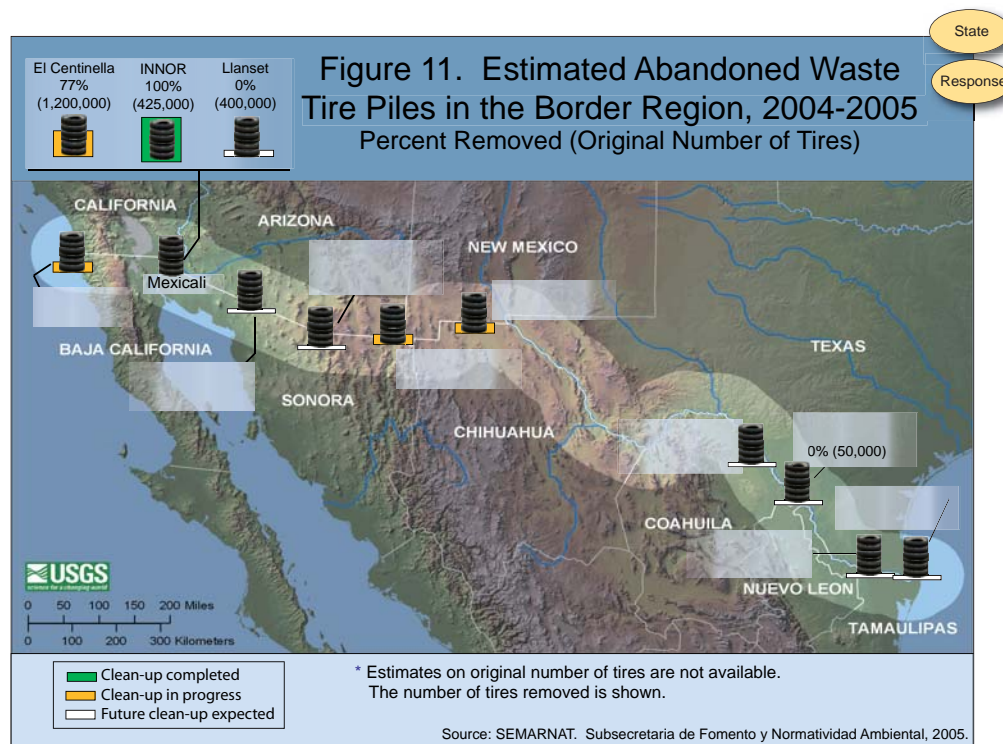 State
Response
Figure 11. Estimated Abandoned Waste
Tire Piles in the Border Region, 2004-2005
Percent Removed (Original Number of Tires)
El Centinella
77%
(1,200,000)
INNOR
100%
(425,000)
Llanset
0%
(400,000)
CALIFORNIA
ARIZONA
NEW MEXICO
Mexicali
BAJA CALIFORNIA
TEXAS
SONORA
CHIHUAHUA
0% (50,000)
COAHUILA
NUEVO LEON
TAMAULIPAS
USGS
science for a changing world
0 50 100 150 200 Miles
0 100 200 300 Kilometers
Clean-up completed
Clean-up in progress
Future clean-up expected
* Estimates on original number of tires are not available.
The number of tires removed is shown.
Source: SEMARNAT. Subsecretaria de Fomento y Normatividad Ambiental, 2005.